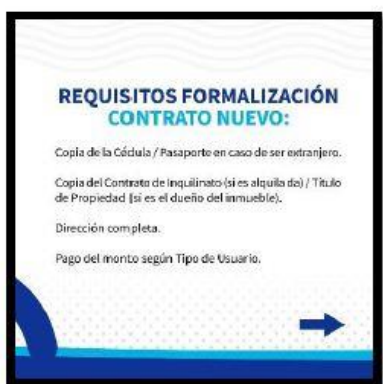 REQUISITOS FORMALIZACIÓN
CONTRATO NUEVO:
Copia de la Cédula / Pasaporte en caso de ser extranjero.
Copia del Contrato de Inquilinato (si es alquilada) / Título
de Propiedad (si es el dueño del inmueble).
Dirección completa.
Pago del monto según Tipo de Usuario.